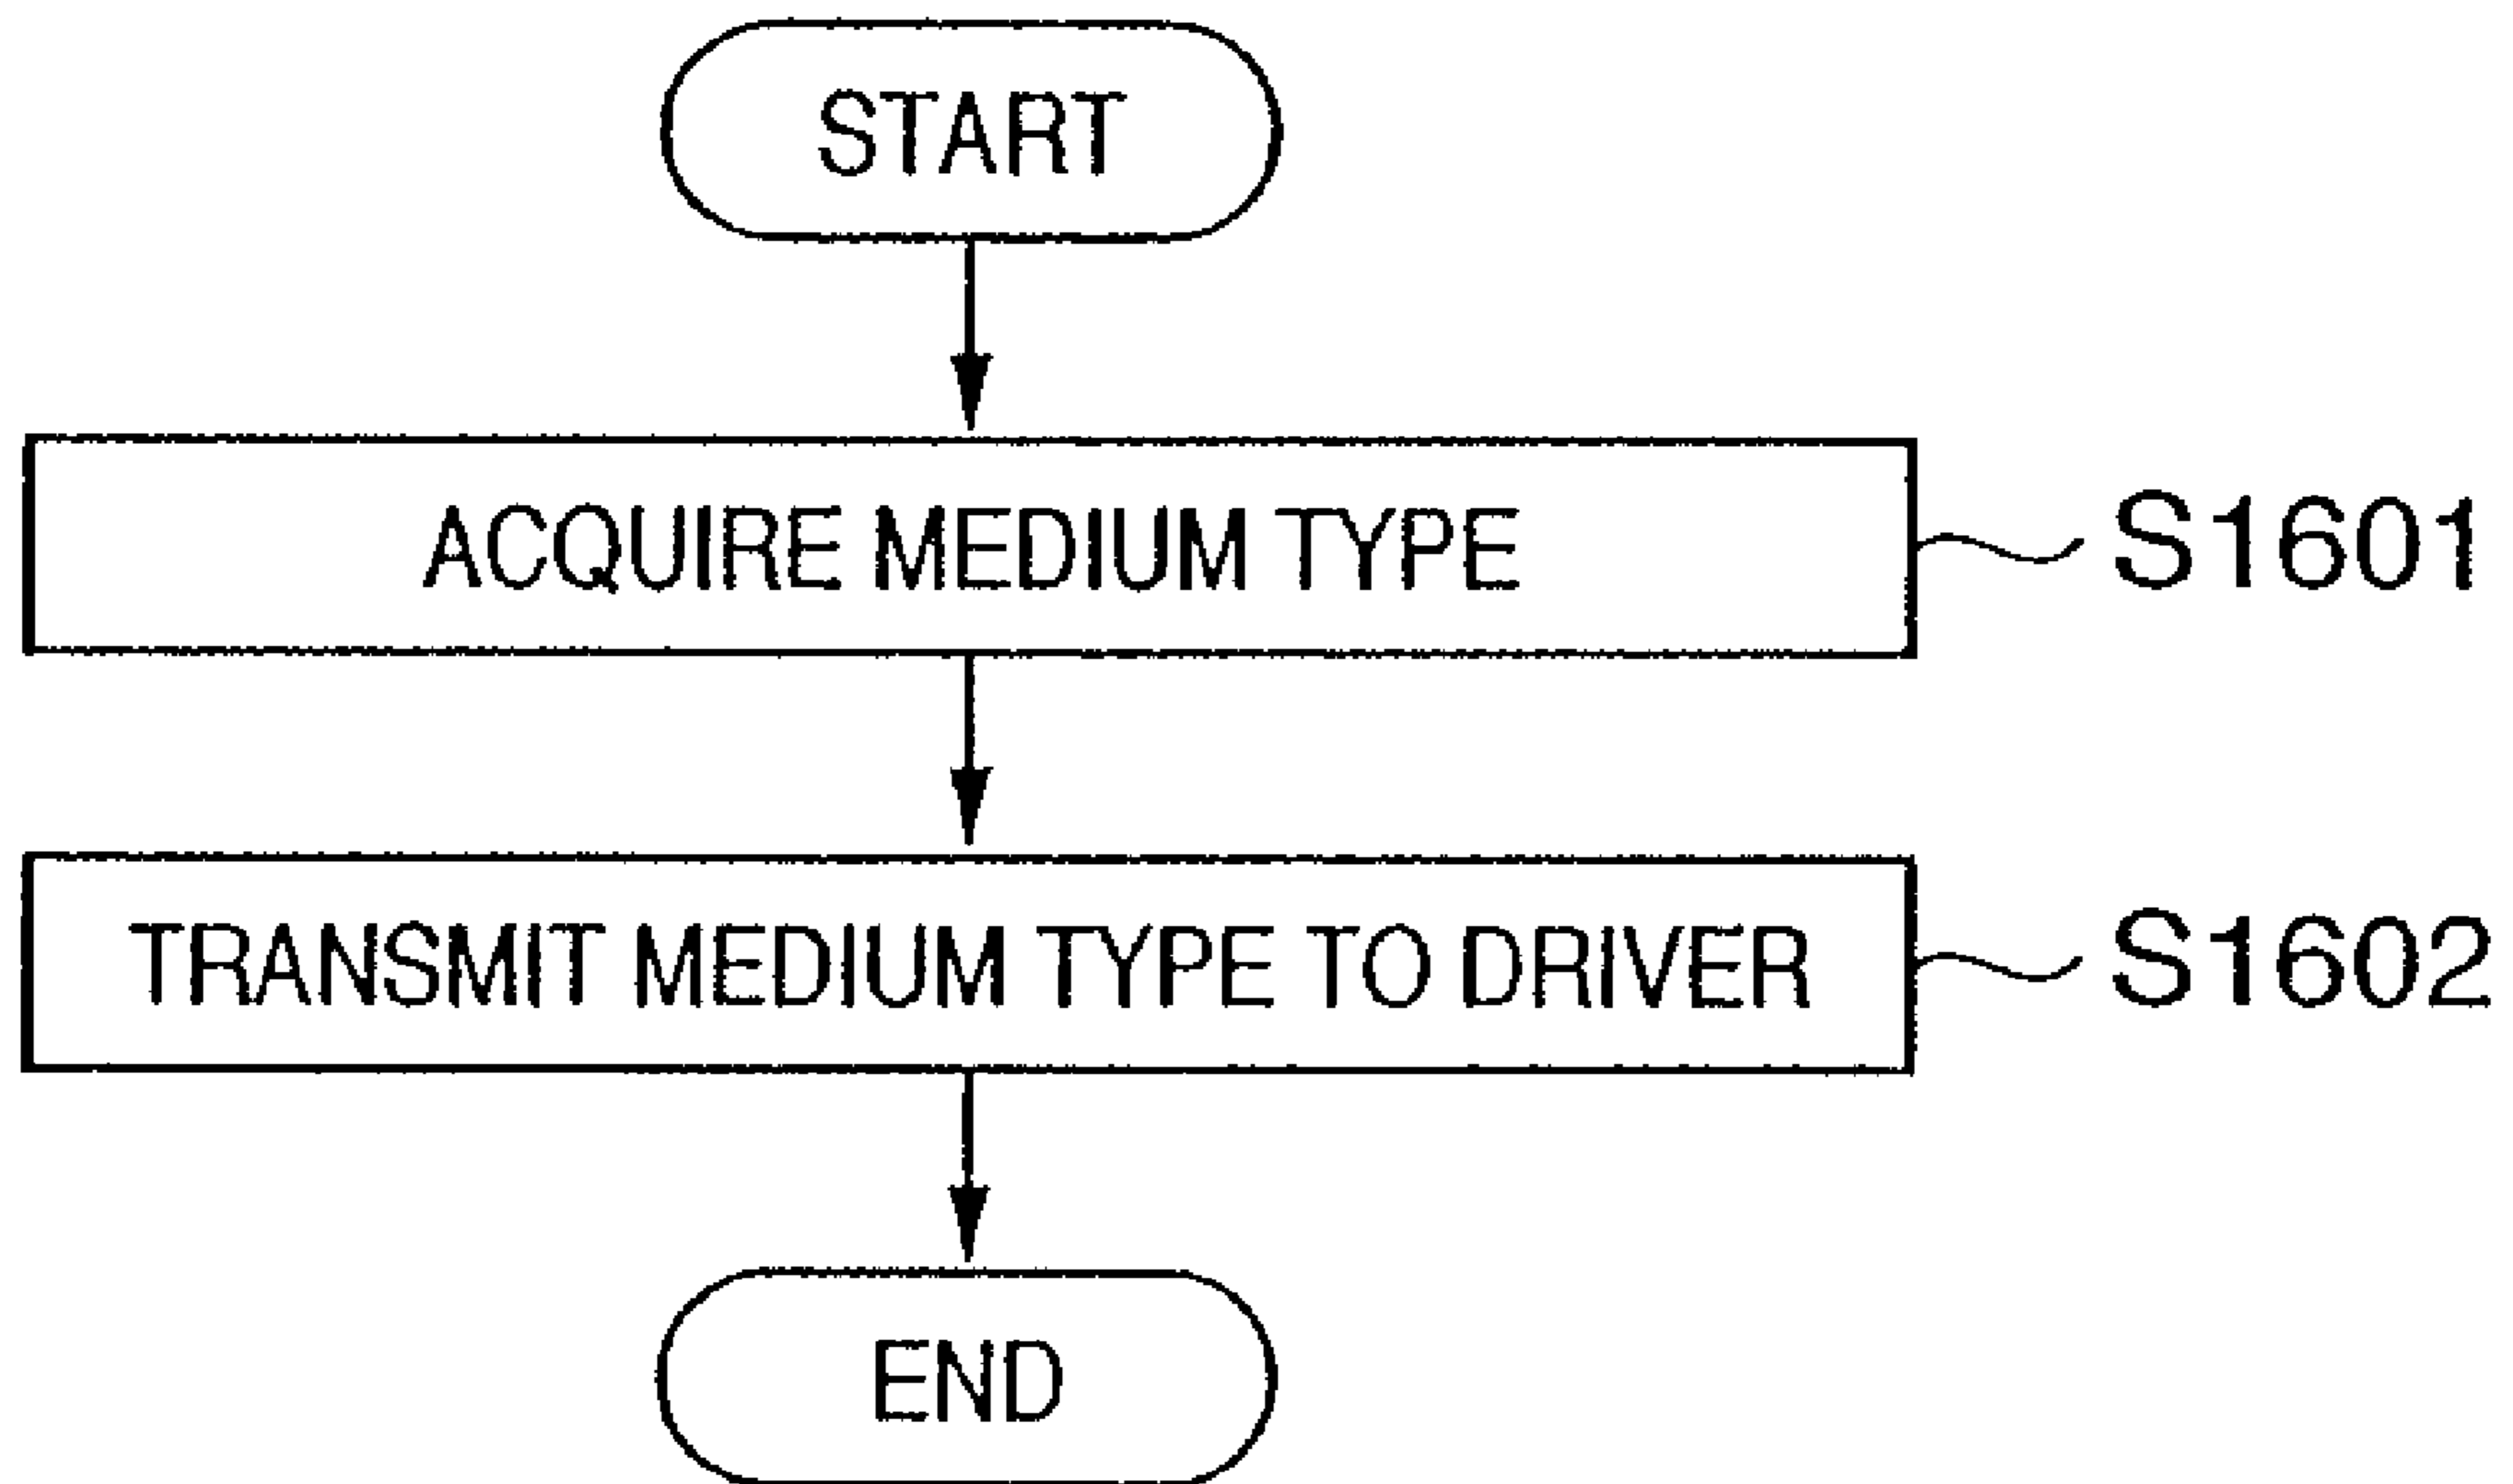 START
ACQUIRE MEDIUM TYPE
S1601
TRANSMIT MEDIUM TYPE TO DRIVER
S1602
END